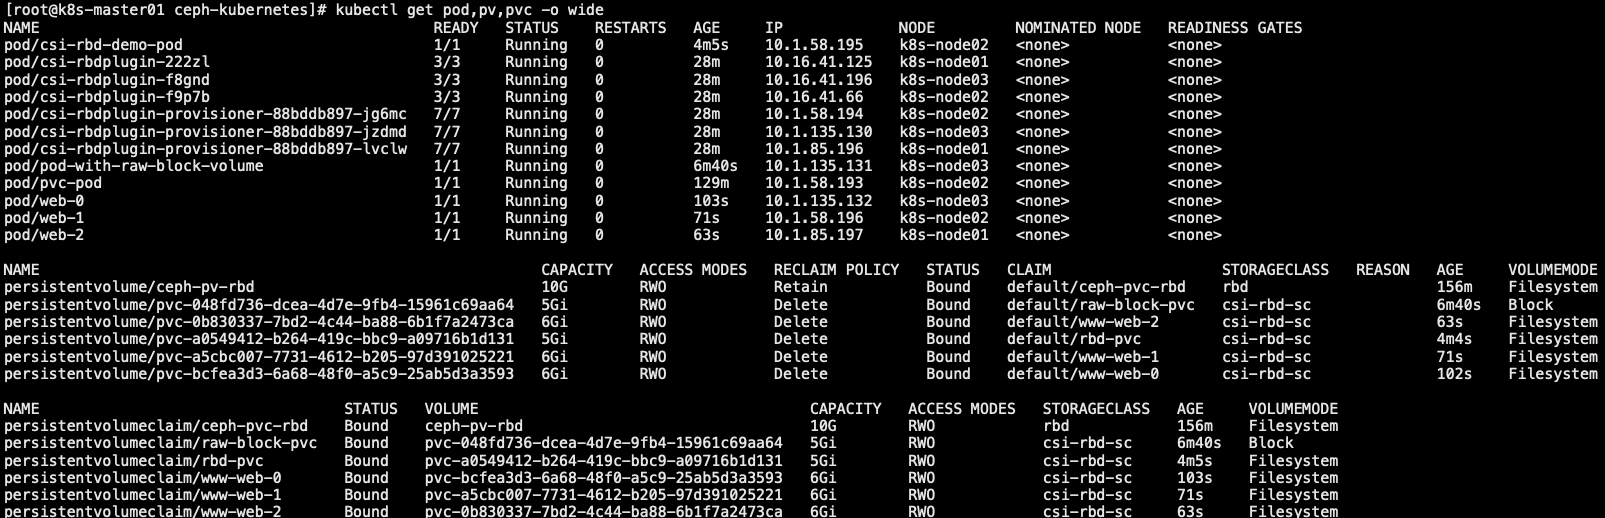 [root@k8s-master01 ceph-kubernetes]# kubectl get pod,pv,pvc -o wide
NAME READY STATUS RESTARTS AGE IP NODE NOMINATED NODE READINESS GATES
pod/csi-rbd-demo-pod 1/1 Running 0 4m5s 10.1.58.195 k8s-node02 <none> <none>
pod/csi-rbdplugin-222zl 3/3 Running 0 28m 10.16.41.125 k8s-node01 <none> <none>
pod/csi-rbdplugin-f8gnd 3/3 Running 0 28m 10.16.41.196 k8s-node03 <none> <none>
pod/csi-rbdplugin-f9p7b 3/3 Running 0 28m 10.16.41.66 k8s-node02 <none> <none>
pod/csi-rbdplugin-provisioner-88bddb897-jg6mc 7/7 Running 0 28m 10.1.58.194 k8s-node02 <none> <none>
pod/csi-rbdplugin-provisioner-88bddb897-jzdmd 7/7 Running 0 28m 10.1.135.130 k8s-node03 <none> <none>
pod/csi-rbdplugin-provisioner-88bddb897-lvclw 7/7 Running 0 28m 10.1.85.196 k8s-node01 <none> <none>
pod/pod-with-raw-block-volume 1/1 Running 0 6m40s 10.1.135.131 k8s-node03 <none> <none>
pod/pvc-pod 1/1 Running 0 129m 10.1.58.193 k8s-node02 <none> <none>
pod/web-0 1/1 Running 0 103s 10.1.135.132 k8s-node03 <none> <none>
pod/web-1 1/1 Running 0 71s 10.1.58.196 k8s-node02 <none> <none>
pod/web-2 1/1 Running 0 63s 10.1.85.197 k8s-node01 <none> <none>
NAME CAPACITY ACCESS MODES RECLAIM POLICY STATUS CLAIM STORAGECLASS REASON AGE VOLUMEMODE
persistentvolume/ceph-pv-rbd 10G RWO Retain Bound default/ceph-pvc-rbd rbd 156m Filesystem
persistentvolume/pvc-048fd736-dcea-4d7e-9fb4-15961c69aa64 5Gi RWO Delete Bound default/raw-block-pvc csi-rbd-sc 6m40s Block
persistentvolume/pvc-0b830337-7bd2-4c44-ba88-6b1f7a2473ca 6Gi RWO Delete Bound default/www-web-2 csi-rbd-sc 63s Filesystem
persistentvolume/pvc-a0549412-b264-419c-bbc9-a09716b1d131 5Gi RWO Delete Bound default/rbd-pvc csi-rbd-sc 4m4s Filesystem
persistentvolume/pvc-a5cbc007-7731-4612-b205-97d391025221 6Gi RWO Delete Bound default/www-web-1 csi-rbd-sc 71s Filesystem
persistentvolume/pvc-bcfea3d3-6a68-48f0-a5c9-25ab5d3a3593 6Gi RWO Delete Bound default/www-web-0 csi-rbd-sc 102s Filesystem
NAME STATUS VOLUME CAPACITY ACCESS MODES STORAGECLASS AGE VOLUMEMODE
persistentvolumeclaim/ceph-pvc-rbd Bound ceph-pv-rbd 10G RWO rbd 156m Filesystem
persistentvolumeclaim/raw-block-pvc Bound pvc-048fd736-dcea-4d7e-9fb4-15961c69aa64 5Gi RWO csi-rbd-sc 6m40s Block
persistentvolumeclaim/rbd-pvc Bound pvc-a0549412-b264-419c-bbc9-a09716b1d131 5Gi RWO csi-rbd-sc 4m5s Filesystem
persistentvolumeclaim/www-web-0 Bound pvc-bcfea3d3-6a68-48f0-a5c9-25ab5d3a3593 6Gi RWO csi-rbd-sc 103s Filesystem
persistentvolumeclaim/www-web-1 Bound pvc-a5cbc007-7731-4612-b205-97d391025221 6Gi RWO csi-rbd-sc 71s Filesystem
persistentvolumeclaim/www-web-2 Bound pvc-0b830337-7bd2-4c44-ba88-6b1f7a2473ca 6Gi RWO csi-rbd-sc 63s Filesystem